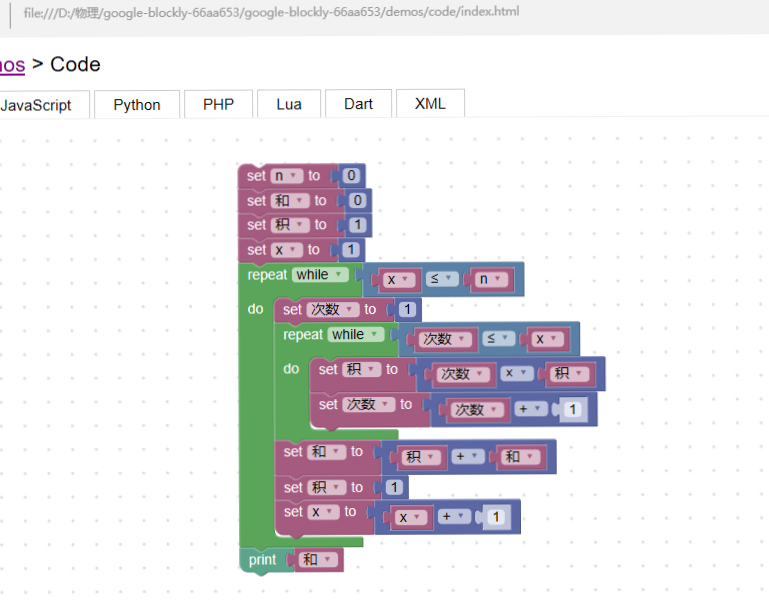 file:///D:/物理/google-blockly-66aa653/google-blockly-66aa653/demos/code/index.html
nos > Code
JavaScript Python PHP Lua Dart XML
set n to 0
set 和 to 0
set 积 to 1
set x to 1
repeat while x ≤ n
do set 次数 to 1
repeat while 次数 ≤ x
do set 积 to 次数 x 积
set 次数 to 次数 + 1
set 和 to 积 + 和
set 积 to 1
set x to x + 1
print 和